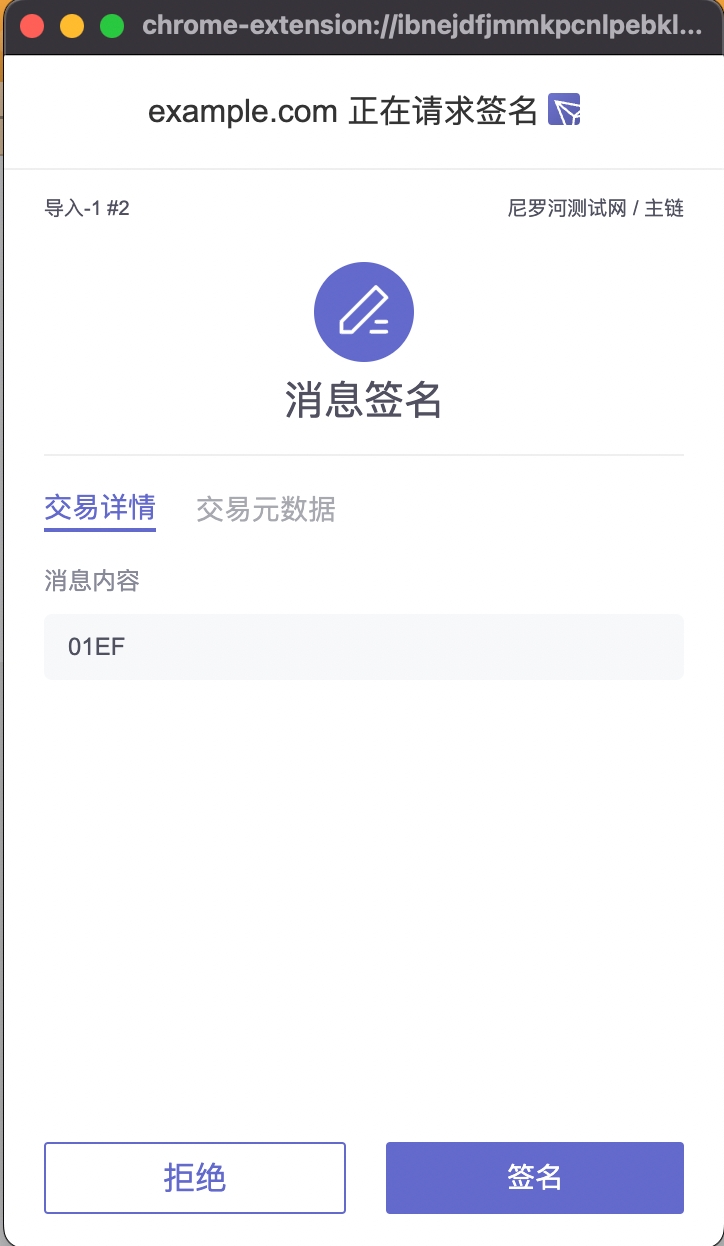 chrome-extension://ibnejdfjmmkpcnlpebkl...
example.com 正在请求签名
导入-1 #2
尼罗河测试网 / 主链
消息签名
交易详情 交易元数据
消息内容
01EF
拒绝 签名